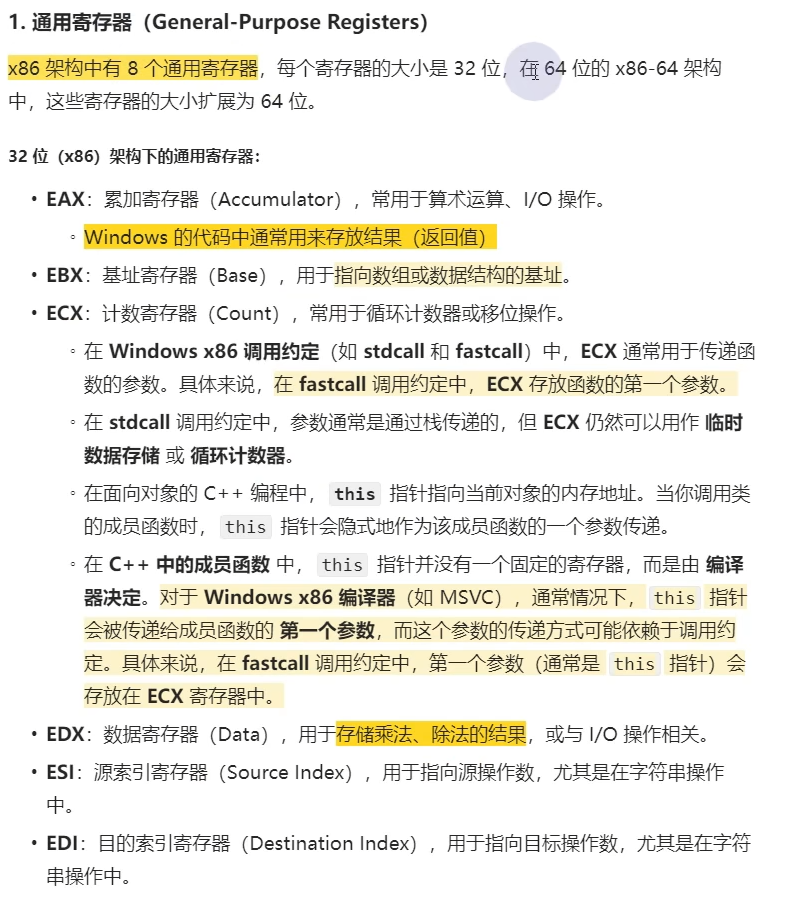 1. 通用寄存器（General-Purpose Registers）
x86 架构中有 8 个通用寄存器，每个寄存器的大小是 32 位，在 64 位的 x86-64 架构
中，这些寄存器的大小扩展为 64 位。
32 位（x86）架构下的通用寄存器：
• EAX：累加寄存器（Accumulator），常用于算术运算、I/O 操作。
◦ Windows 的代码中通常用来存放结果（返回值）
• EBX：基址寄存器（Base），用于指向数组或数据结构的基址。
• ECX：计数寄存器（Count），常用于循环计数器或移位操作。
◦ 在 Windows x86 调用约定（如 stdcall 和 fastcall）中，ECX 通常用于传递函
数的参数。具体来说，在 fastcall 调用约定中，ECX 存放函数的第一个参数。
◦ 在 stdcall 调用约定中，参数通常是通过栈传递的，但 ECX 仍然可以用作 临时
数据存储 或 循环计数器。
◦ 在面向对象的 C++ 编程中， this 指针指向当前对象的内存地址。当你调用类
的成员函数时， this 指针会隐式地作为该成员函数的一个参数传递。
◦ 在 C++ 中的成员函数 中， this 指针并没有一个固定的寄存器，而是由 编译
器决定。对于 Windows x86 编译器（如 MSVC），通常情况下， this 指针
会被传递给成员函数的 第一个参数，而这个参数的传递方式可能依赖于调用约
定。具体来说，在 fastcall 调用约定中，第一个参数（通常是 this 指针）会
存放在 ECX 寄存器中。
• EDX：数据寄存器（Data），用于存储乘法、除法的结果，或与 I/O 操作相关。
• ESI：源索引寄存器（Source Index），用于指向源操作数，尤其是在字符串操作
中。
• EDI：目的索引寄存器（Destination Index），用于指向目标操作数，尤其是在字符
串操作中。